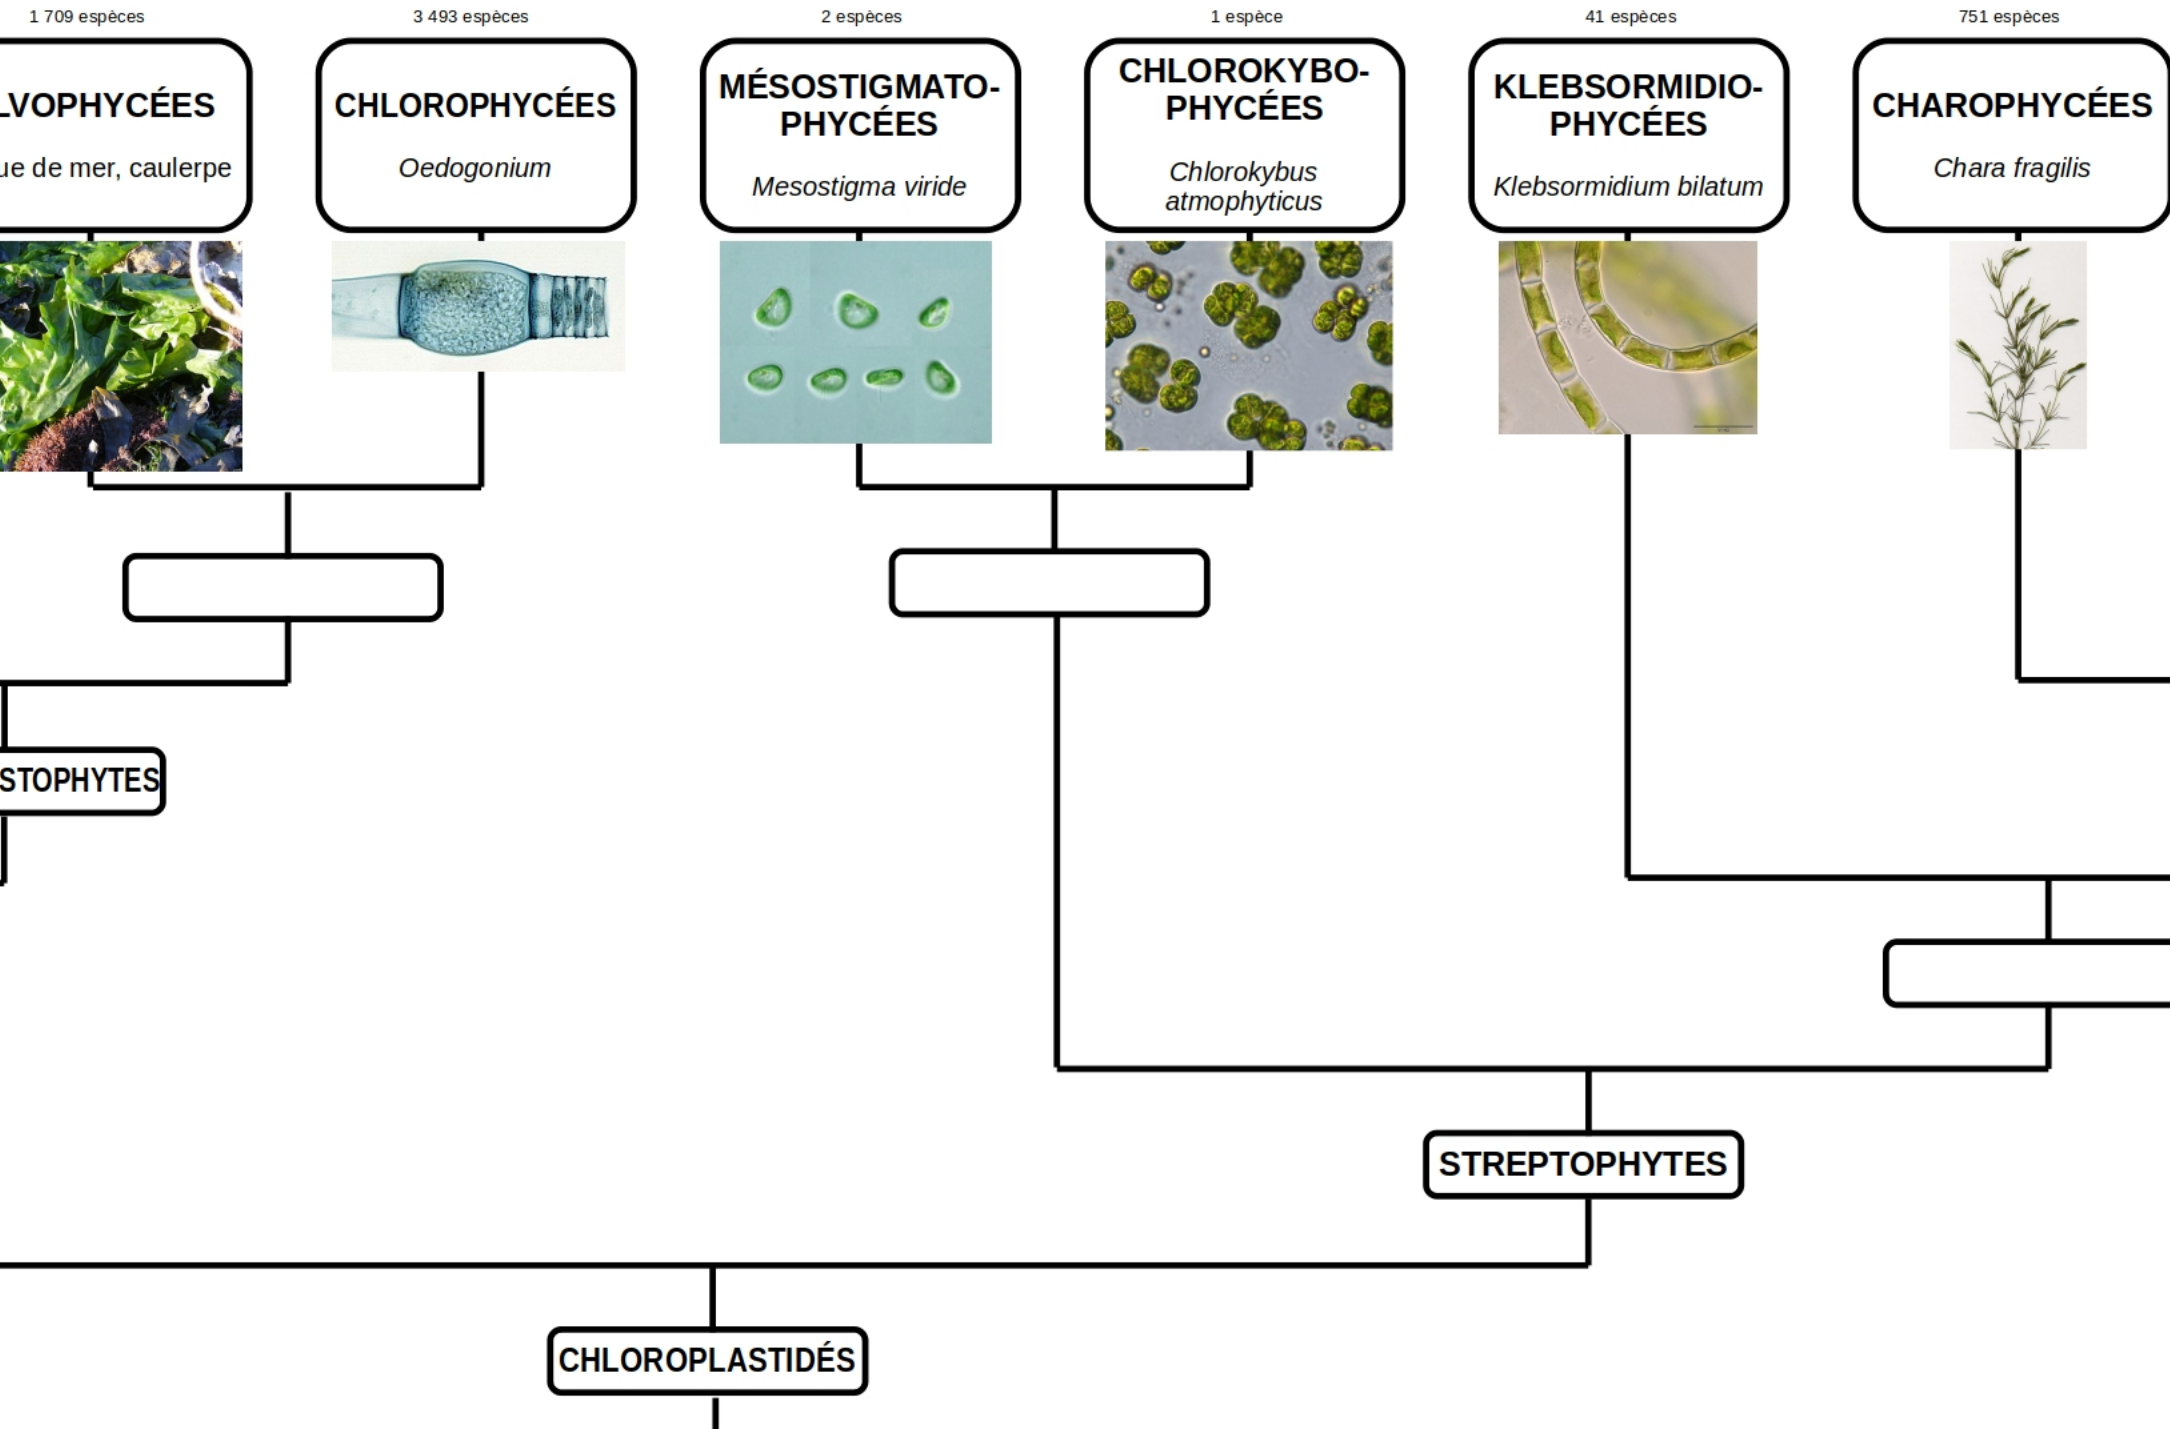 1 709 espèces
3 493 espèces
2 espèces
1 espèce
41 espèces
751 espèces
LVOPHYCÉES
ue de mer, caulerpe
CHLOROPHYCÉES
Oedogonium
MÉSOSTIGMATO-
PHYCÉES
Mesostigma viride
CHLOROKYBO-
PHYCÉES
Chlorokybus
atmophyticus
KLEBSORMIDIO-
PHYCÉES
Klebsormidium bilatum
CHAROPHYCÉES
Chara fragilis
STOPHYTES
STREPTOPHYTES
CHLOROPLASTIDÉS